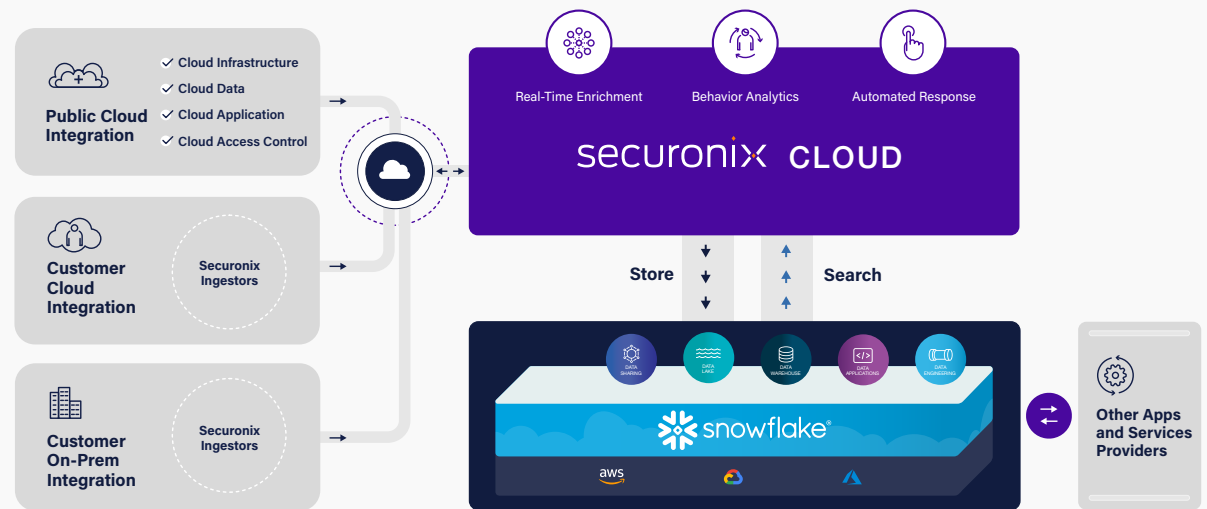 Public Cloud
Integration
Cloud Infrastructure
Cloud Data
Cloud Application
Cloud Access Control
Customer
Cloud
Integration
Securonix
Ingestors
Customer
On-Prem
Integration
Securonix
Ingestors
Real-Time Enrichment
Behavior Analytics
Automated Response
securonix CLOUD
Store
Search
DATA
SHARING
DATA
LAKE
DATA
WAREHOUSE
DATA
APPLICATIONS
DATA
ENGINEERING
snowflake®
aws
Other Apps
and Services
Providers